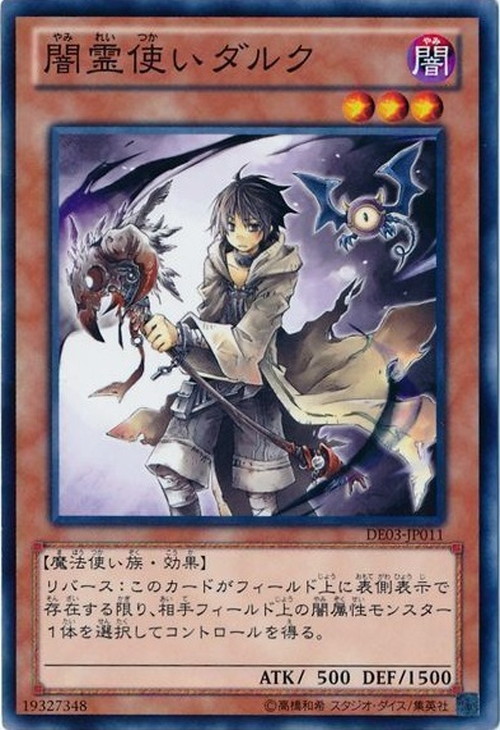 闇霊使いダルク
闇
DE03-JP011
【魔法使い族・効果】
リバース：このカードがフィールド上に表側表示で
存在する限り、相手フィールド上の闇属性モンスター
1体を選択してコントロールを得る。
ATK/ 500 DEF/1500
19327348
©高橋和希 スタジオ・ダイス/集英社